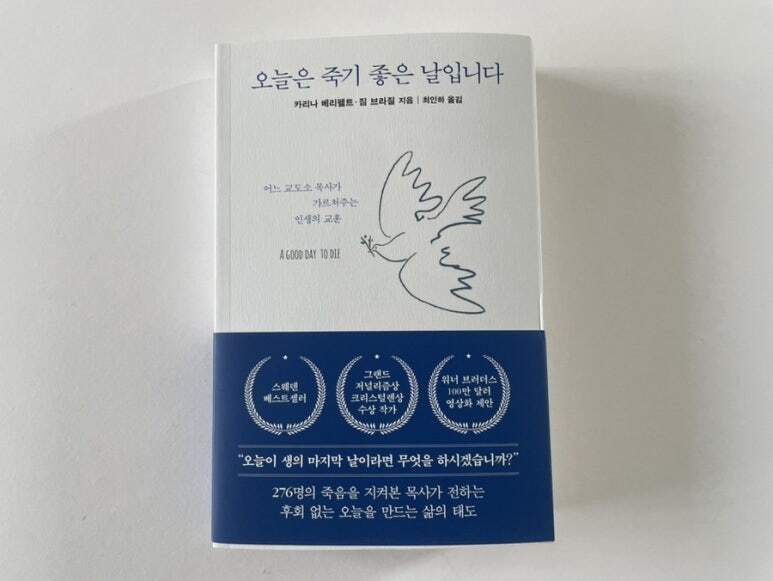 오늘은 죽기 좋은 날입니다
카리나 베리펠트 · 짐 브라질 지음 | 최인하 옮김
어느 교도소 목사가
가르쳐주는
인생의 교훈
A GOOD DAY TO DIE
스웨덴
베스트셀러
그랜드
저널리즘상
크리스털렌상
수상 작가
워너 브러더스
100만 달러
영상화 제안
“오늘이 생의 마지막 날이라면 무엇을 하시겠습니까?”
276명의 죽음을 지켜본 목사가 전하는
후회 없는 오늘을 만드는 삶의 태도